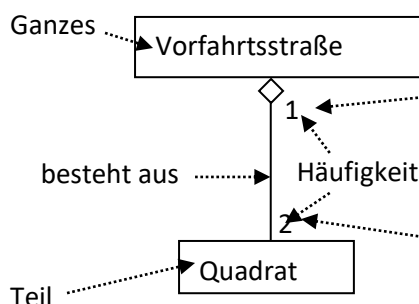 Ganzes
Vorfahrtsstraße
1
besteht aus
Häufigkeit
2
Quadrat
Teil